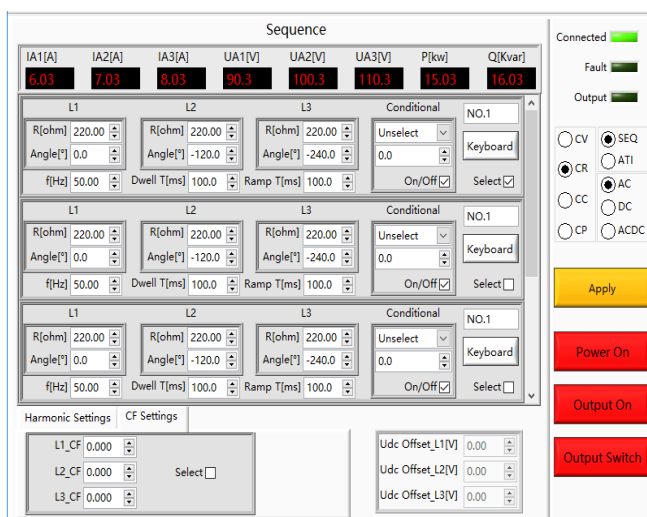 Sequence
IA1[A] IA2[A] IA3[A] UA1[V] UA2[V] UA3[V] P[kw] Q[Kvar]
6.03 7.03 8.03 90.3 100.3 110.3 15.03 16.03
L1 L2 L3 Conditional NO.1
R[ohm] 220.00 R[ohm] 220.00 R[ohm] 220.00 Unselect
Angle[°] 0.0 Angle[°] -120.0 Angle[°] -240.0 0.0 Keyboard
f[Hz] 50.00 Dwell T[ms] 100.0 Ramp T[ms] 100.0 On/Off Select
L1 L2 L3 Conditional NO.1
R[ohm] 220.00 R[ohm] 220.00 R[ohm] 220.00 Unselect
Angle[°] 0.0 Angle[°] -120.0 Angle[°] -240.0 0.0 Keyboard
f[Hz] 50.00 Dwell T[ms] 100.0 Ramp T[ms] 100.0 On/Off Select
L1 L2 L3 Conditional NO.1
R[ohm] 220.00 R[ohm] 220.00 R[ohm] 220.00 Unselect
Angle[°] 0.0 Angle[°] -120.0 Angle[°] -240.0 0.0 Keyboard
f[Hz] 50.00 Dwell T[ms] 100.0 Ramp T[ms] 100.0 On/Off Select
Harmonic Settings CF Settings
L1_CF 0.000
L2_CF 0.000 Select
L3_CF 0.000
Udc Offset_L1[V] 0.00
Udc Offset_L2[V] 0.00
Udc Offset_L3[V] 0.00
Connected
Fault
Output
CV SEQ
CR ATI
CC AC
DC
CP ACDC
Apply
Power On
Output On
Output Switch